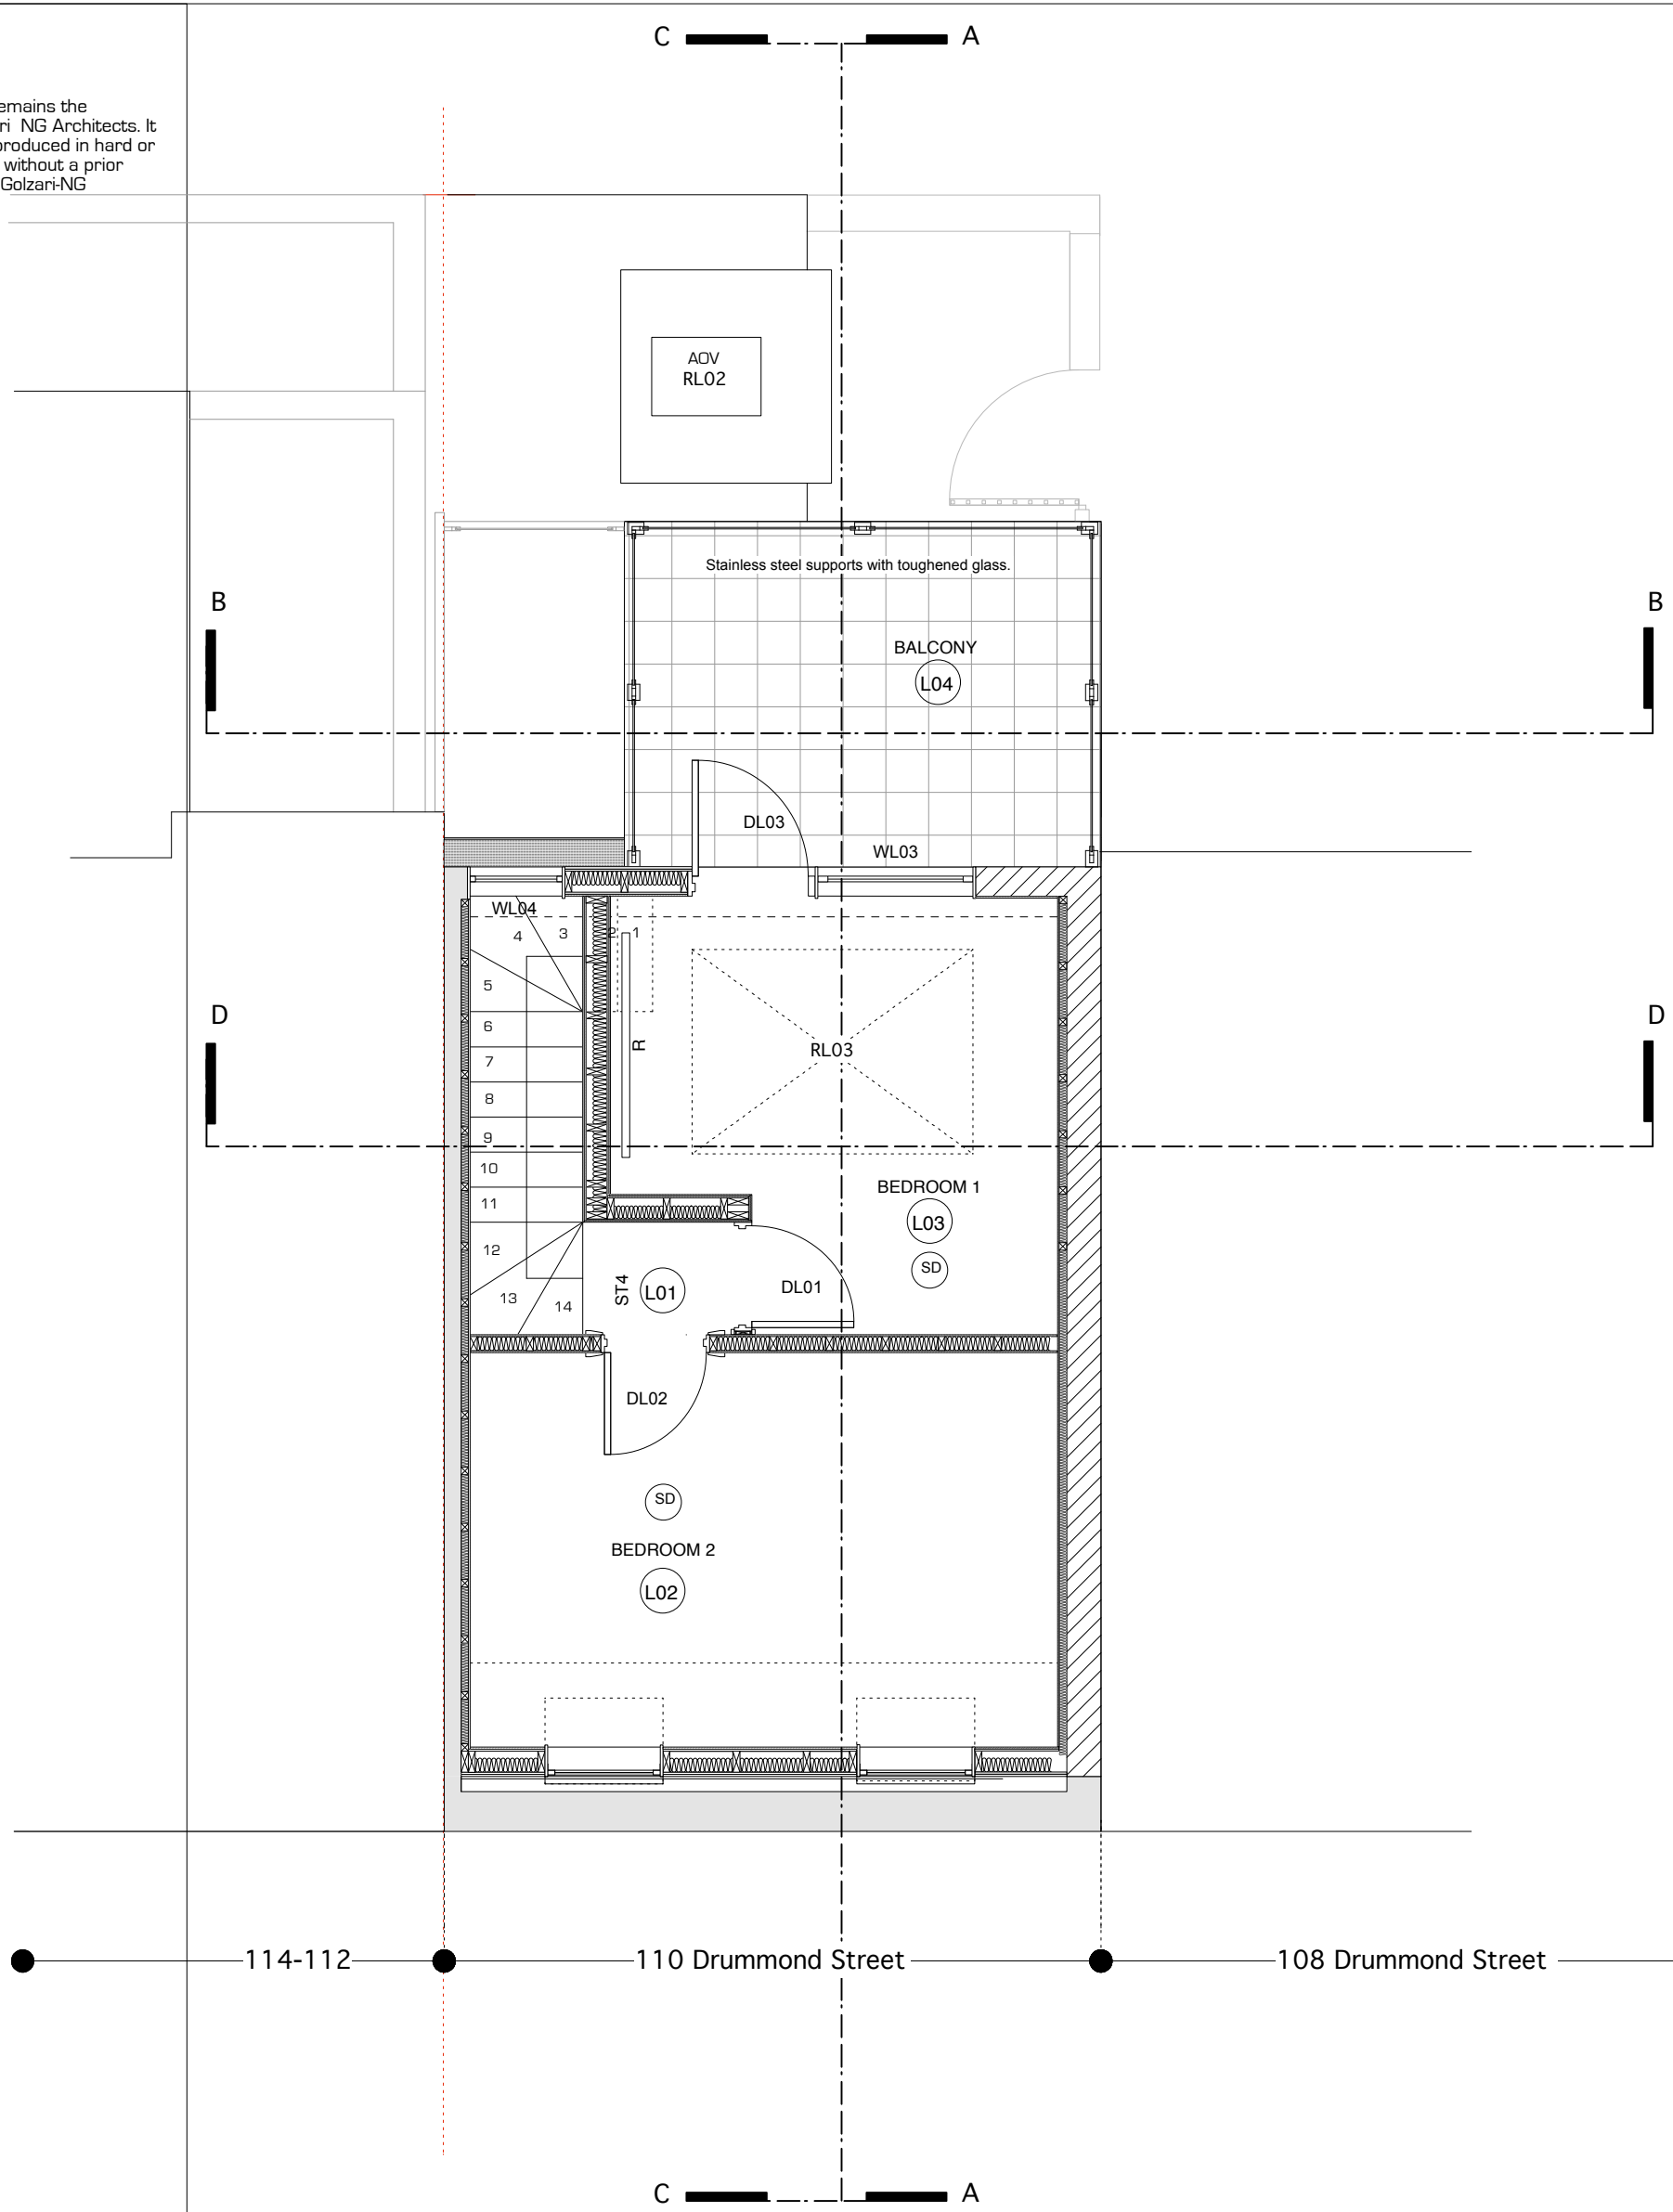 C A
emains the
ri NG Architects. It
produced in hard or
without a prior
Golzari-NG
AOV
RL02
Stainless steel supports with toughened glass.
B B
BALCONY
L04
DL03
WL03
WL04
4 3 2 1
5
D D
6
R
RL03
7
8
9
10
11
BEDROOM 1
L03
12
SD
ST4 L01 DL01
13 14
DL02
SD
BEDROOM 2
L02
114-112 110 Drummond Street 108 Drummond Street
C A